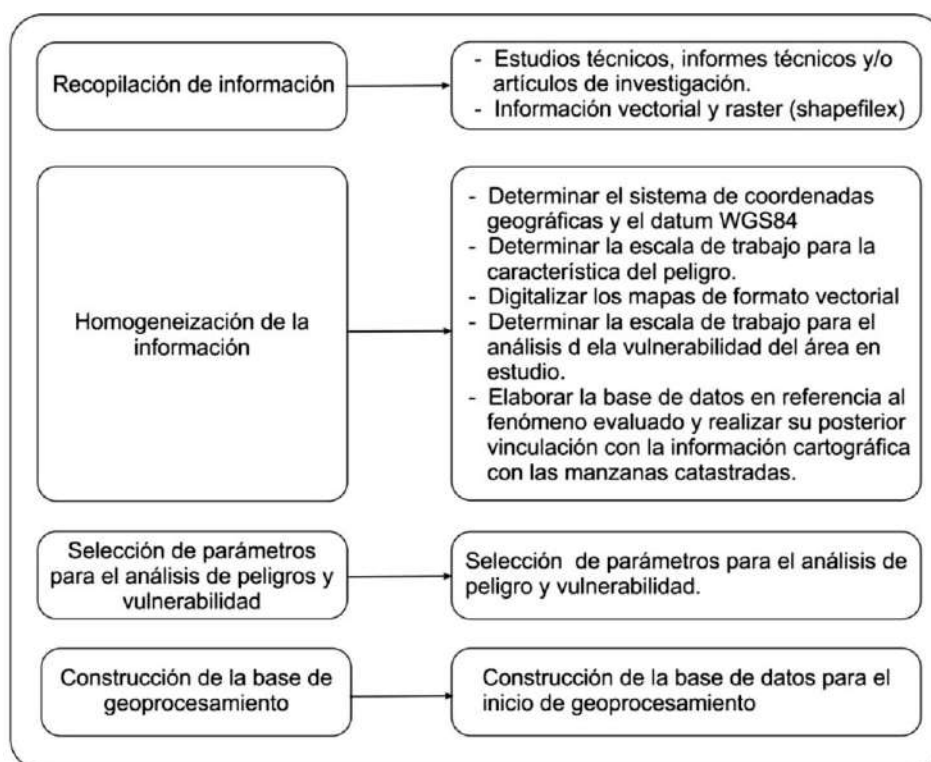 Recopilación de información
- Estudios técnicos, informes técnicos y/o
artículos de investigación.
- Información vectorial y raster (shapefilex)
Homogeneización de la
información
- Determinar el sistema de coordenadas
geográficas y el datum WGS84
- Determinar la escala de trabajo para la
característica del peligro.
- Digitalizar los mapas de formato vectorial
- Determinar la escala de trabajo para el
análisis d ela vulnerabilidad del área en
estudio.
- Elaborar la base de datos en referencia al
fenómeno evaluado y realizar su posterior
vinculación con la información cartográfica
con las manzanas catastradas.
Selección de parámetros
para el análisis de peligros y
vulnerabilidad
Selección de parámetros para el análisis de
peligro y vulnerabilidad.
Construcción de la base de
geoprocesamiento
Construcción de la base de datos para el
inicio de geoprocesamiento